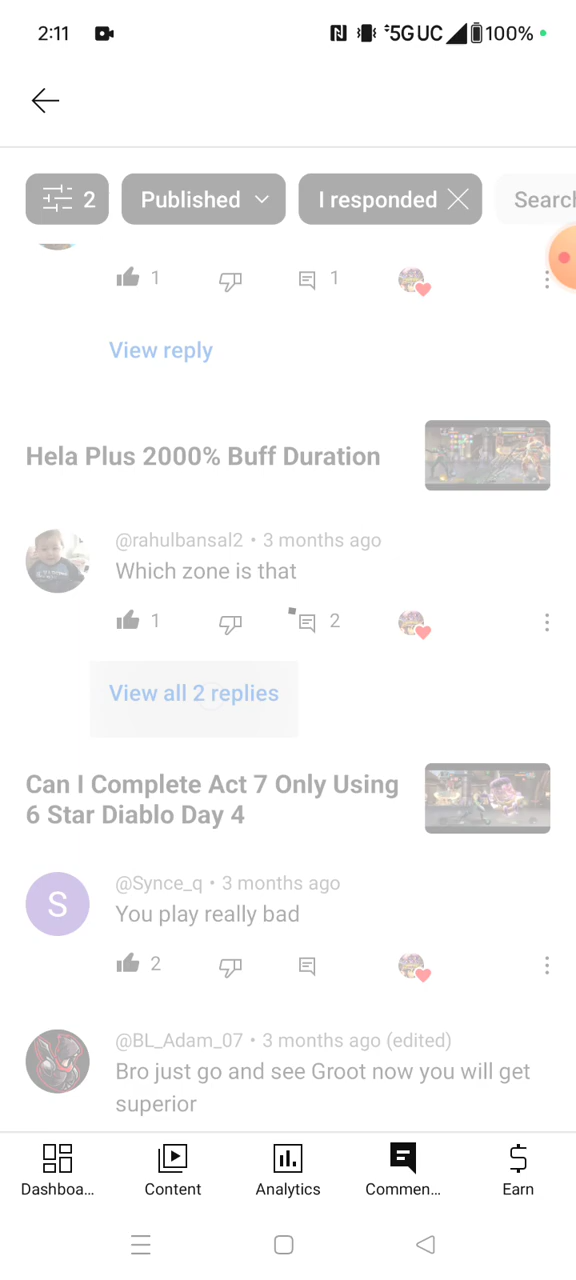 2:11 5G UC 100%
2 Published I responded Search
1 1
View reply
Hela Plus 2000% Buff Duration
@rahulbansal2 • 3 months ago
Which zone is that
1 2
View all 2 replies
Can I Complete Act 7 Only Using
6 Star Diablo Day 4
S
@Synce_q • 3 months ago
You play really bad
2
@BL_Adam_07 • 3 months ago (edited)
Bro just go and see Groot now you will get
superior
Dashboa... Content Analytics Commen... Earn